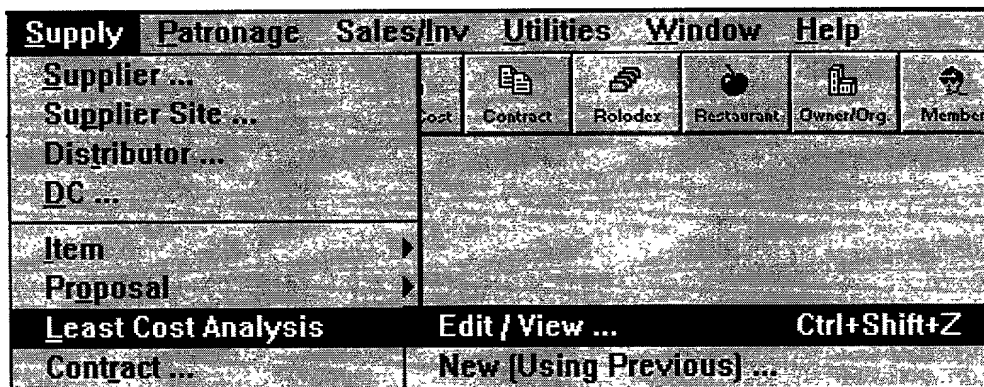 Supply Patronage Sales/Inv Utilities Window Help
Supplier ...
Cost Contract Rolodex Restaurant Owner/Org. Member
Supplier Site ...
Distributor ...
DC ...
Item
Proposal
Least Cost Analysis Edit / View ... Ctrl+Shift+Z
Contract ... New (Using Previous) ...